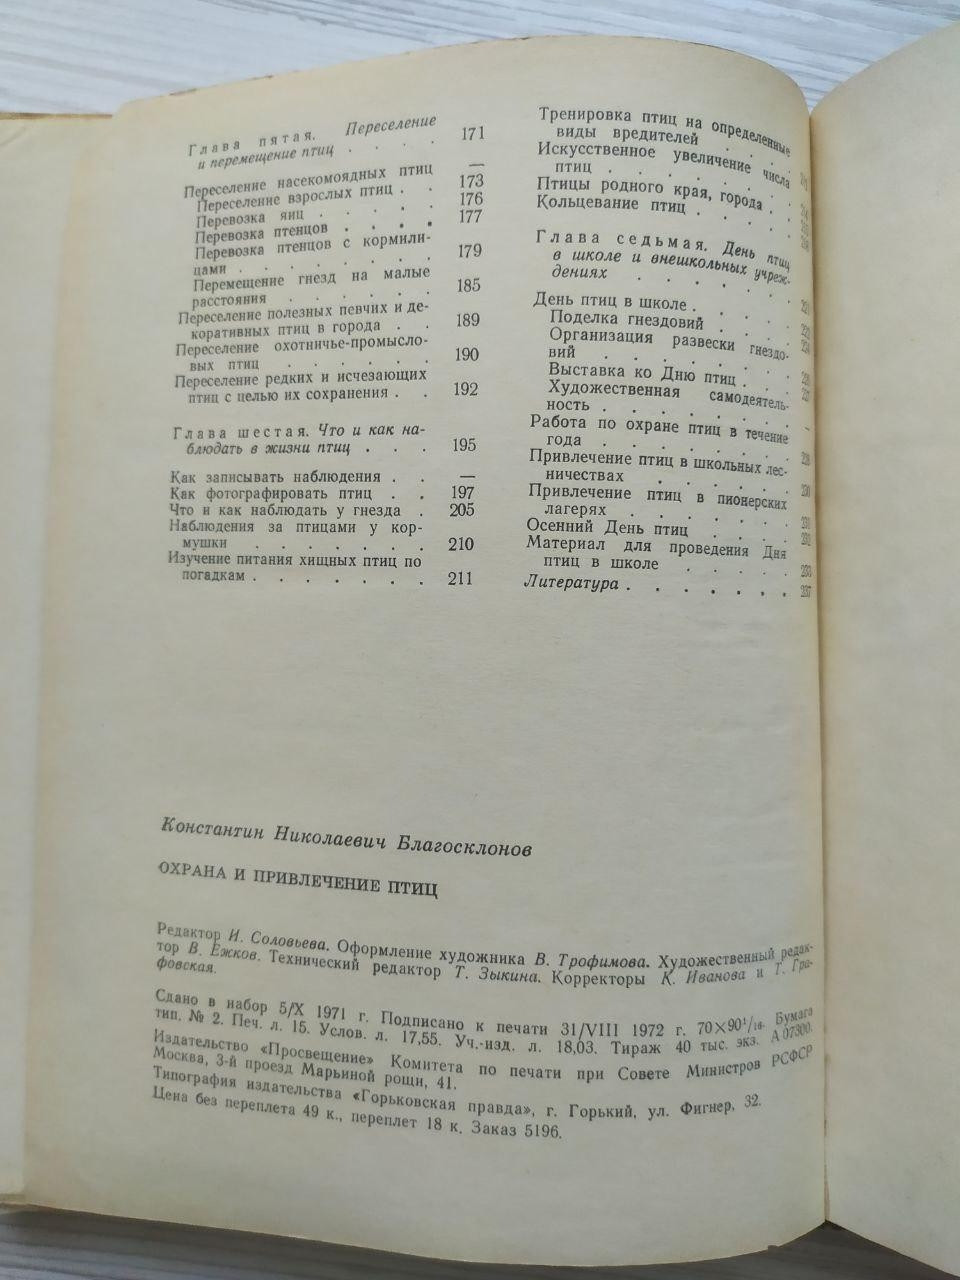 Глава пятая. Переселение
и перемещение птиц . . . . 171
Переселение насекомоядных птиц —
Переселение взрослых птиц . . 173
Перевозка яиц . . . . . 176
Перевозка птенцов . . . . 177
Перевозка птенцов с кормили-
цами . . . . . . . 179
Перемещение гнезд на малые
расстояния . . . . . 185
Переселение полезных певчих и де-
коративных птиц в города . . 189
Переселение охотничье-промысло-
вых птиц . . . . . 190
Переселение редких и исчезающих
птиц с целью их сохранения . . 192
Глава шестая. Что и как на-
блюдать в жизни птиц . . . 195
Как записывать наблюдения . . —
Как фотографировать птиц . . 197
Что и как наблюдать у гнезда . 205
Наблюдения за птицами у кор-
мушки . . . . . . 210
Изучение питания хищных птиц по
погадкам . . . . . . . 211
Тренировка птиц на определенные
виды вредителей . . . .
Искусственное увеличение числа
птиц . . . . . . .
Птицы родного края, города . .
Кольцевание птиц . . . . .
Глава седьмая. День птиц
в школе и внешкольных учреж-
дениях . . . . . . .
День птиц в школе . . . . . 221
Поделка гнездовий . . . .
Организация развески гнездо-
вий . . . . . . .
Выставка ко Дню птиц . . . 227
Художественная самодеятель-
ность . . . . . . . —
Работа по охране птиц в течение
года . . . . . . . 228
Привлечение птиц в школьных лес-
ничествах . . . . . 230
Привлечение птиц в пионерских
лагерях . . . . . . 231
Осенний День птиц . . . . 232
Материал для проведения Дня
птиц в школе . . . . . 233
Литература . . . . . . . 237
Константин Николаевич Благосклонов
ОХРАНА И ПРИВЛЕЧЕНИЕ ПТИЦ
Редактор И. Соловьева. Оформление художника В. Трофимова. Художественный редак-
тор В. Ежков. Технический редактор Т. Зыкина. Корректоры К. Иванова и Т. Гра-
фовская.
Сдано в набор 5/X 1971 г. Подписано к печати 31/VIII 1972 г. 70×90¹/₁₆. Бумага
тип. № 2. Печ. л. 15. Услов. л. 17,55. Уч.-изд. л. 18,03. Тираж 40 тыс. экз. А 07300.
Издательство «Просвещение» Комитета по печати при Совете Министров РСФСР
Москва, 3-й проезд Марьиной рощи, 41.
Типография издательства «Горьковская правда», г. Горький, ул. Фигнер, 32.
Цена без переплета 49 к., переплет 18 к. Заказ 5196.